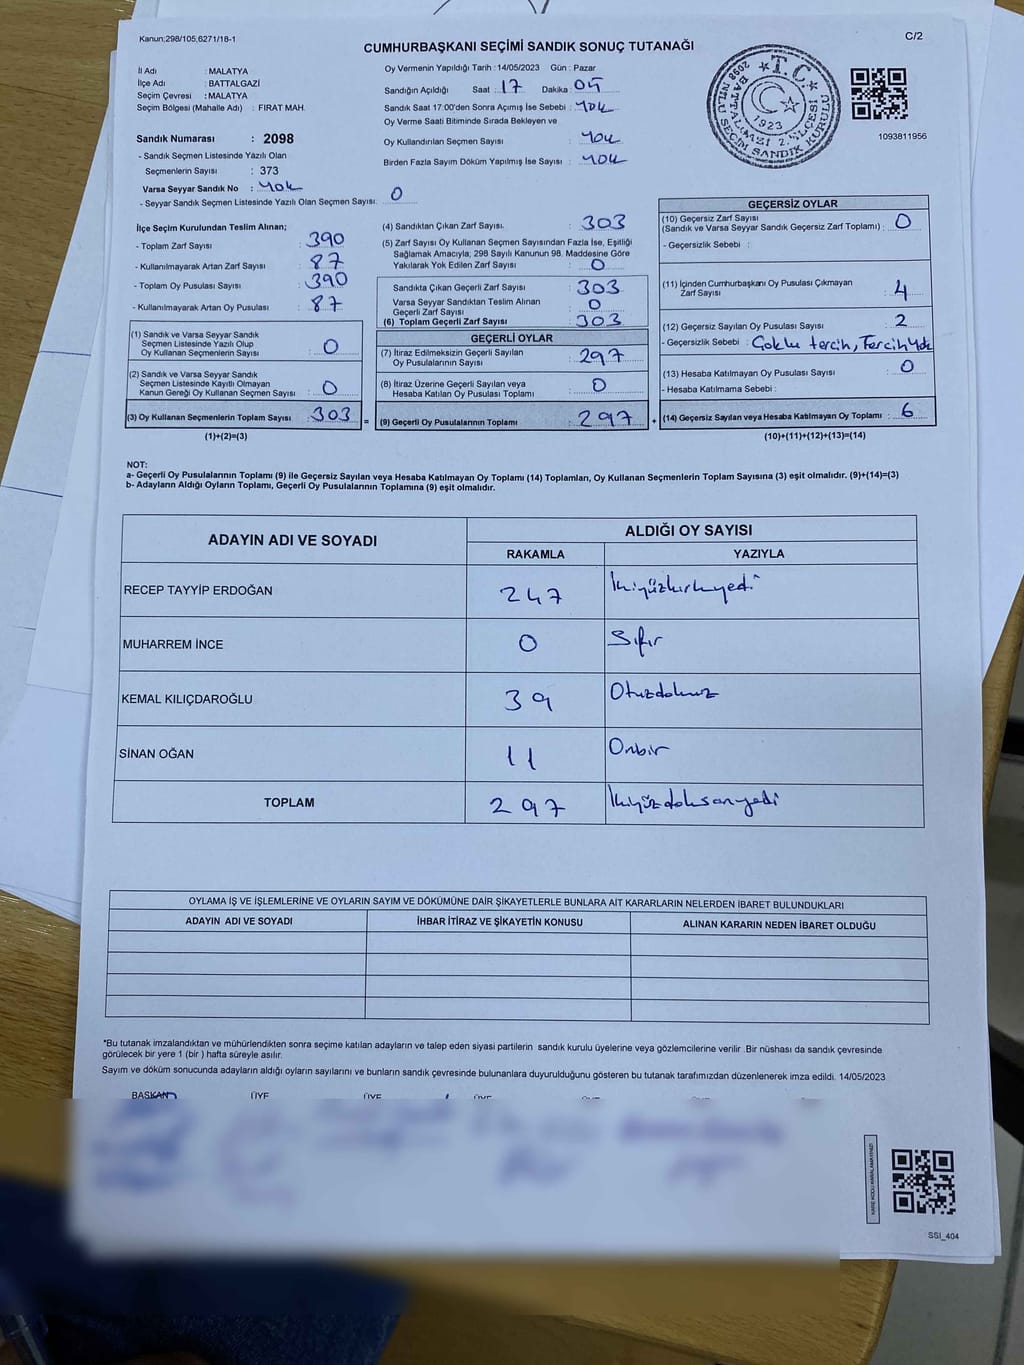 Kanun;298/105,6271/18-1
C/2
CUMHURBAŞKANI SEÇİMİ SANDIK SONUÇ TUTANAĞI
İl Adı : MALATYA
İlçe Adı : BATTALGAZİ
Seçim Çevresi : MALATYA
Seçim Bölgesi (Mahalle Adı) : FIRAT MAH.
Sandık Numarası : 2098
- Sandık Seçmen Listesinde Yazılı Olan
Seçmenlerin Sayısı : 373
Varsa Seyyar Sandık No : Yok
- Seyyar Sandık Seçmen Listesinde Yazılı Olan Seçmen Sayısı. 0
Oy Vermenin Yapıldığı Tarih : 14/05/2023 Gün : Pazar
Sandığın Açıldığı Saat : 17 Dakika : 05
Sandık Saat 17:00'den Sonra Açımış İse Sebebi : Yok
Oy Verme Saati Bitiminde Sırada Bekleyen ve
Oy Kullandırılan Seçmen Sayısı : Yok
Birden Fazla Sayım Döküm Yapılmış İse Sayısı : Yok
T.C.
1923
BATTALGAZİ 2. İLÇESİ
2098 NOLU SEÇİM SANDIK KURULU
1093811956
İlçe Seçim Kurulundan Teslim Alınan;
- Toplam Zarf Sayısı : 390
- Kullanılmayarak Artan Zarf Sayısı : 87
- Toplam Oy Pusulası Sayısı : 390
- Kullanılmayarak Artan Oy Pusulası : 87
(1) Sandık ve Varsa Seyyar Sandık
Seçmen Listesinde Yazılı Olup
Oy Kullanan Seçmenlerin Sayısı : 0
(2) Sandık ve Varsa Seyyar Sandık
Seçmen Listesinde Kayıtlı Olmayan
Kanun Gereği Oy Kullanan Seçmen Sayısı : 0
(3) Oy Kullanan Seçmenlerin Toplam Sayısı : 303 =
(1)+(2)=(3)
(4) Sandıktan Çıkan Zarf Sayısı. : 303
(5) Zarf Sayısı Oy Kullanan Seçmen Sayısından Fazla İse, Eşitliği
Sağlamak Amacıyla; 298 Sayılı Kanunun 98. Maddesine Göre
Yakılarak Yok Edilen Zarf Sayısı : 0
Sandıkta Çıkan Geçerli Zarf Sayısı : 303
Varsa Seyyar Sandıktan Teslim Alınan
Geçerli Zarf Sayısı : 0
(6) Toplam Geçerli Zarf Sayısı : 303
GEÇERLİ OYLAR
(7) İtiraz Edilmeksizin Geçerli Sayılan
Oy Pusulalarının Sayısı : 297
(8) İtiraz Üzerine Geçerli Sayılan veya
Hesaba Katılan Oy Pusulası Toplamı : 0
(9) Geçerli Oy Pusulalarının Toplamı : 297 +
GEÇERSİZ OYLAR
(10) Geçersiz Zarf Sayısı
(Sandık ve Varsa Seyyar Sandık Geçersiz Zarf Toplamı) : 0
- Geçersizlik Sebebi :
(11) İçinden Cumhurbaşkanı Oy Pusulası Çıkmayan
Zarf Sayısı : 4
(12) Geçersiz Sayılan Oy Pusulası Sayısı : 2
- Geçersizlik Sebebi : Çoklu tercih, Tercih Yok
(13) Hesaba Katılmayan Oy Pusulası Sayısı : 0
- Hesaba Katılmama Sebebi :
(14) Geçersiz Sayılan veya Hesaba Katılmayan Oy Toplamı : 6
(10)+(11)+(12)+(13)=(14)
NOT:
a- Geçerli Oy Pusulalarının Toplamı (9) ile Geçersiz Sayılan veya Hesaba Katılmayan Oy Toplamı (14) Toplamları, Oy Kullanan Seçmenlerin Toplam Sayısına (3) eşit olmalıdır. (9)+(14)=(3)
b- Adayların Aldığı Oyların Toplamı, Geçerli Oy Pusulalarının Toplamına (9) eşit olmalıdır.
ADAYIN ADI VE SOYADI
ALDIĞI OY SAYISI
RAKAMLA YAZIYLA
RECEP TAYYİP ERDOĞAN 247 İkiyüzkırkyedi
MUHARREM İNCE 0 Sıfır
KEMAL KILIÇDAROĞLU 39 Otuzdokuz
SİNAN OĞAN 11 Onbir
TOPLAM 297 İkiyüzdoksanyedi
OYLAMA İŞ VE İŞLEMLERİNE VE OYLARIN SAYIM VE DÖKÜMÜNE DAİR ŞİKAYETLERLE BUNLARA AİT KARARLARIN NELERDEN İBARET BULUNDUKLARI
ADAYIN ADI VE SOYADI İHBAR İTİRAZ VE ŞİKAYETİN KONUSU ALINAN KARARIN NEDEN İBARET OLDUĞU
*Bu tutanak imzalandıktan ve mühürlendikten sonra seçime katılan adayların ve talep eden siyasi partilerin sandık kurulu üyelerine veya gözlemcilerine verilir .Bir nüshası da sandık çevresinde
görülecek bir yere 1 (bir ) hafta süreyle asılır.
Sayım ve döküm sonucunda adayların aldığı oyların sayılarını ve bunların sandık çevresinde bulunanlara duyurulduğunu gösteren bu tutanak tarafımızdan düzenlenerek imza edildi. 14/05/2023
BAŞKAN ÜYE ÜYE ÜYE
SSI_404